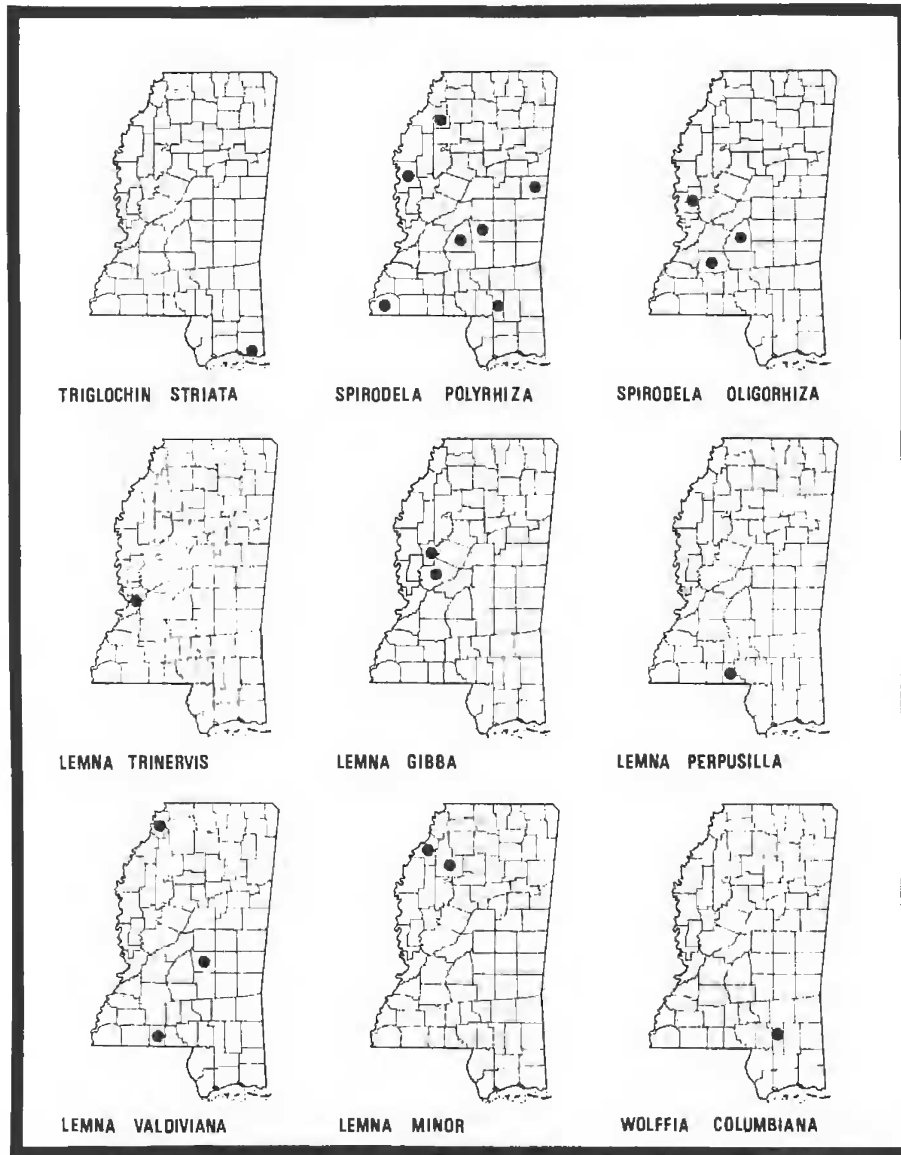 TRIGLOCHIN STRIATA
SPIRODELA POLYRHIZA
SPIRODELA OLIGORHIZA
LEMNA TRINERVIS
LEMNA GIBBA
LEMNA PERPUSILLA
LEMNA VALDIVIANA
LEMNA MINOR
WOLFFIA COLUMBIANA